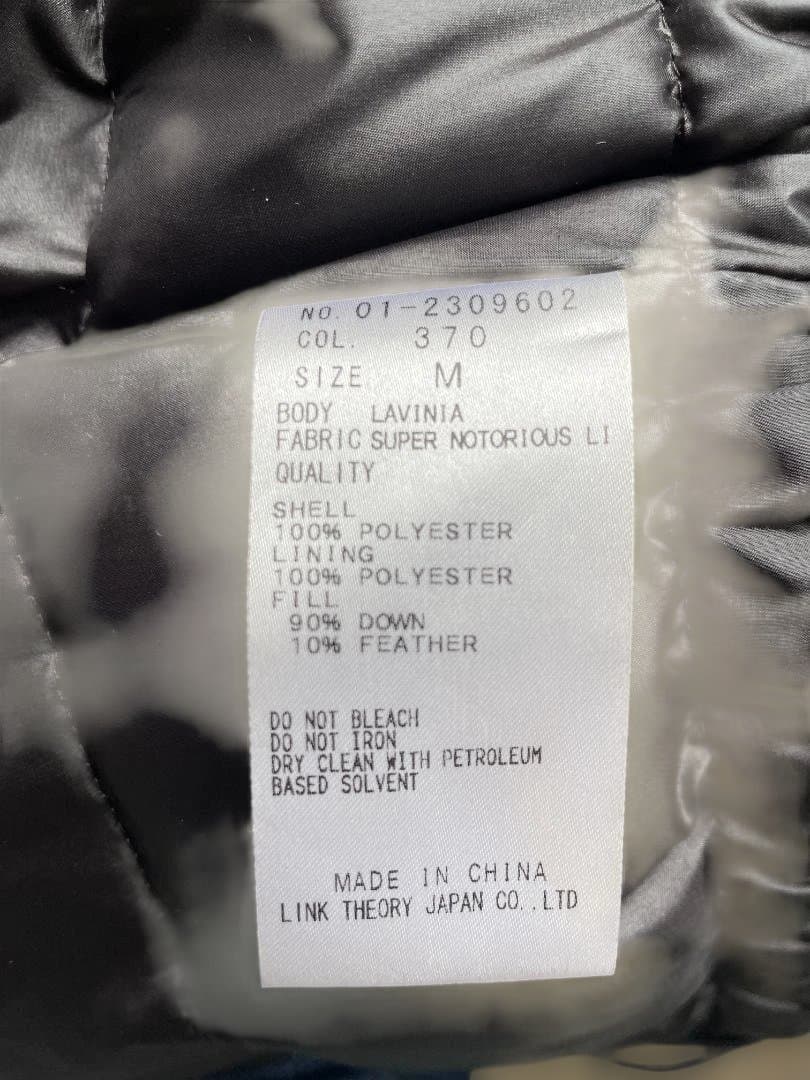 NO. 01-2309602
COL. 370
SIZE M
BODY LAVINIA
FABRIC SUPER NOTORIOUS LI
QUALITY
SHELL
100% POLYESTER
LINING
100% POLYESTER
FILL
90% DOWN
10% FEATHER
DO NOT BLEACH
DO NOT IRON
DRY CLEAN WITH PETROLEUM
BASED SOLVENT
MADE IN CHINA
LINK THEORY JAPAN CO..LTD